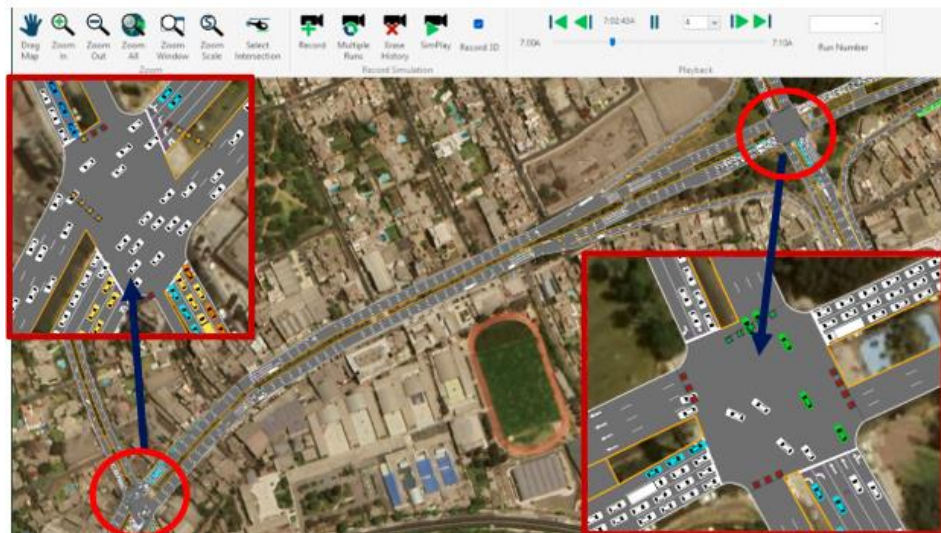 Drag Map
Zoom In
Zoom Out
Zoom All
Zoom Window
Zoom Scale
Select Intersection
Zoom
Record
Multiple Runs
Erase History
SimPlay
Record 3D
Record Simulation
7:02:43A
4
7:00A
7:10A
Playback
Run Number